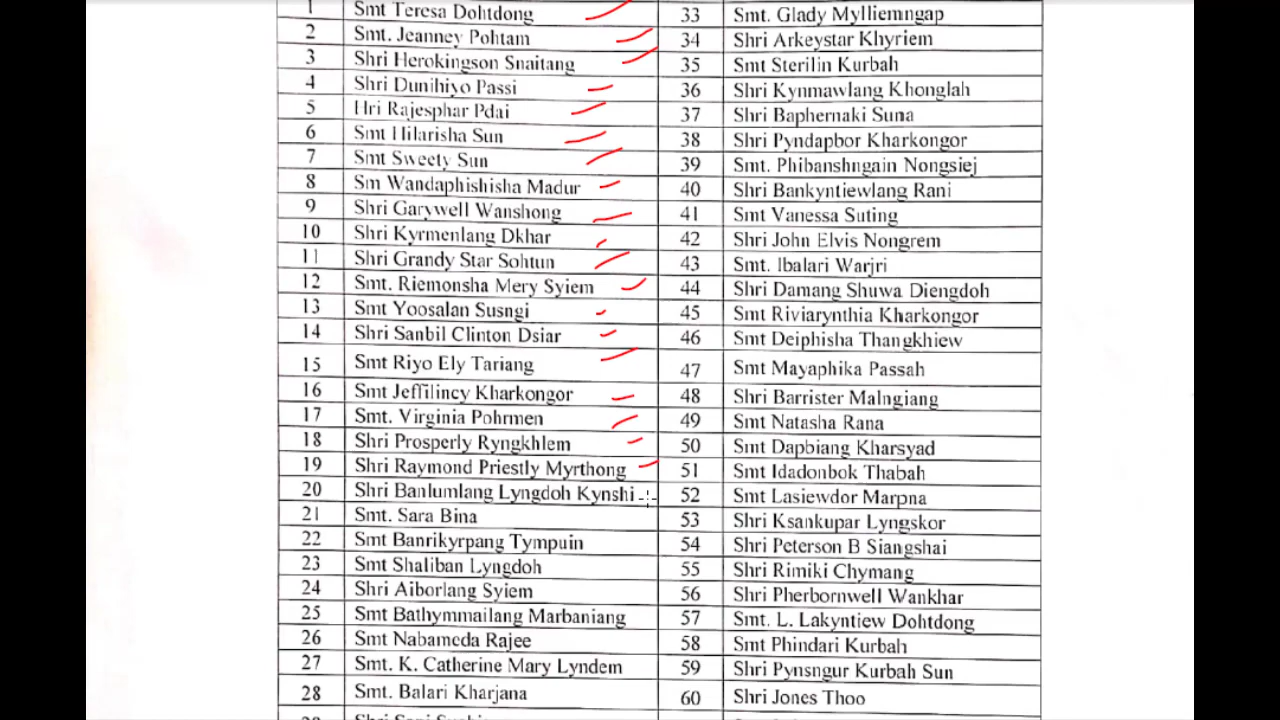 1 Smt Teresa Dohtdong 33 Smt. Glady Mylliemngap
2 Smt. Jeanney Pohtam 34 Shri Arkeystar Khyriem
3 Shri Herokingson Snaitang 35 Smt Sterilin Kurbah
4 Shri Dunihiyo Passi 36 Shri Kynmawlang Khonglah
5 Hri Rajesphar Pdai 37 Shri Baphernaki Suna
6 Smt Hilarisha Sun 38 Shri Pyndapbor Kharkongor
7 Smt Sweety Sun 39 Smt. Phibanshngain Nongsiej
8 Sm Wandaphishisha Madur 40 Shri Bankyntiewlang Rani
9 Shri Garywell Wanshong 41 Smt Vanessa Suting
10 Shri Kyrmenlang Dkhar 42 Shri John Elvis Nongrem
11 Shri Grandy Star Sohtun 43 Smt. Ibalari Warjri
12 Smt. Riemonsha Mery Syiem 44 Shri Damang Shuwa Diengdoh
13 Smt Yoosalan Susngi 45 Smt Riviarynthia Kharkongor
14 Shri Sanbil Clinton Dsiar 46 Smt Deiphisha Thangkhiew
15 Smt Riyo Ely Tariang 47 Smt Mayaphika Passah
16 Smt Jeffilincy Kharkongor 48 Shri Barrister Malngiang
17 Smt. Virginia Pohrmen 49 Smt Natasha Rana
18 Shri Prosperly Ryngkhlem 50 Smt Dapbiang Kharsyad
19 Shri Raymond Priestly Myrthong 51 Smt Idadonbok Thabah
20 Shri Banlumlang Lyngdoh Kynshi 52 Smt Lasiewdor Marpna
21 Smt. Sara Bina 53 Shri Ksankupar Lyngskor
22 Smt Banrikyrpang Tympuin 54 Shri Peterson B Siangshai
23 Smt Shaliban Lyngdoh 55 Shri Rimiki Chymang
24 Shri Aiborlang Syiem 56 Shri Pherbornwell Wankhar
25 Smt Bathymmailang Marbaniang 57 Smt. L. Lakyntiew Dohtdong
26 Smt Nabameda Rajee 58 Smt Phindari Kurbah
27 Smt. K. Catherine Mary Lyndem 59 Shri Pynsngur Kurbah Sun
28 Smt. Balari Kharjana 60 Shri Jones Thoo